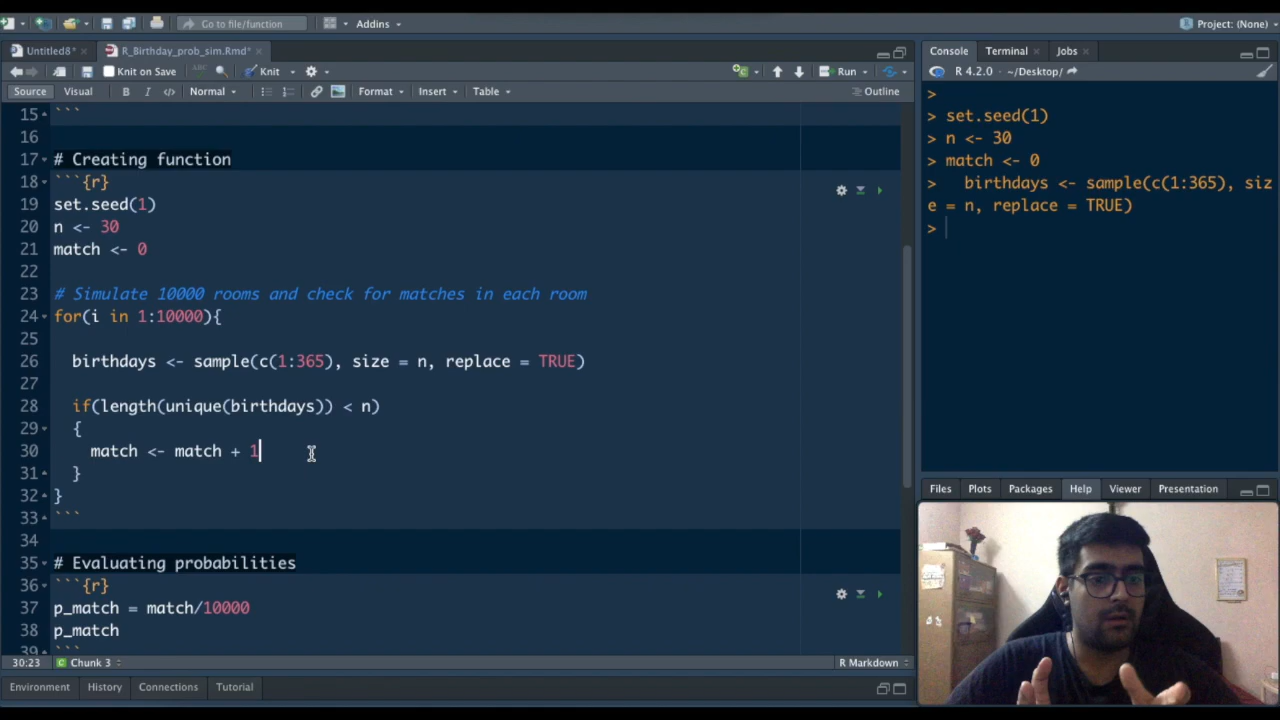 Go to file/function
Addins
Project: (None)
Untitled8*
R_Birthday_prob_sim.Rmd*
Console
Terminal
Jobs
Knit on Save
ABC
Knit
Run
R 4.2.0 · ~/Desktop/
Source
Visual
B
I
</>
Normal
Format
Insert
Table
Outline
15 ```
16
17 # Creating function
18 ```{r}
19 set.seed(1)
20 n <- 30
21 match <- 0
22
23 # Simulate 10000 rooms and check for matches in each room
24 for(i in 1:10000){
25
26 birthdays <- sample(c(1:365), size = n, replace = TRUE)
27
28 if(length(unique(birthdays)) < n)
29 {
30 match <- match + 1
31 }
32 }
33 ```
34
35 # Evaluating probabilities
36 ```{r}
37 p_match = match/10000
38 p_match
39 ```
30:23
Chunk 3
R Markdown
Environment
History
Connections
Tutorial
>
> set.seed(1)
> n <- 30
> match <- 0
> birthdays <- sample(c(1:365), siz
e = n, replace = TRUE)
>
Files
Plots
Packages
Help
Viewer
Presentation